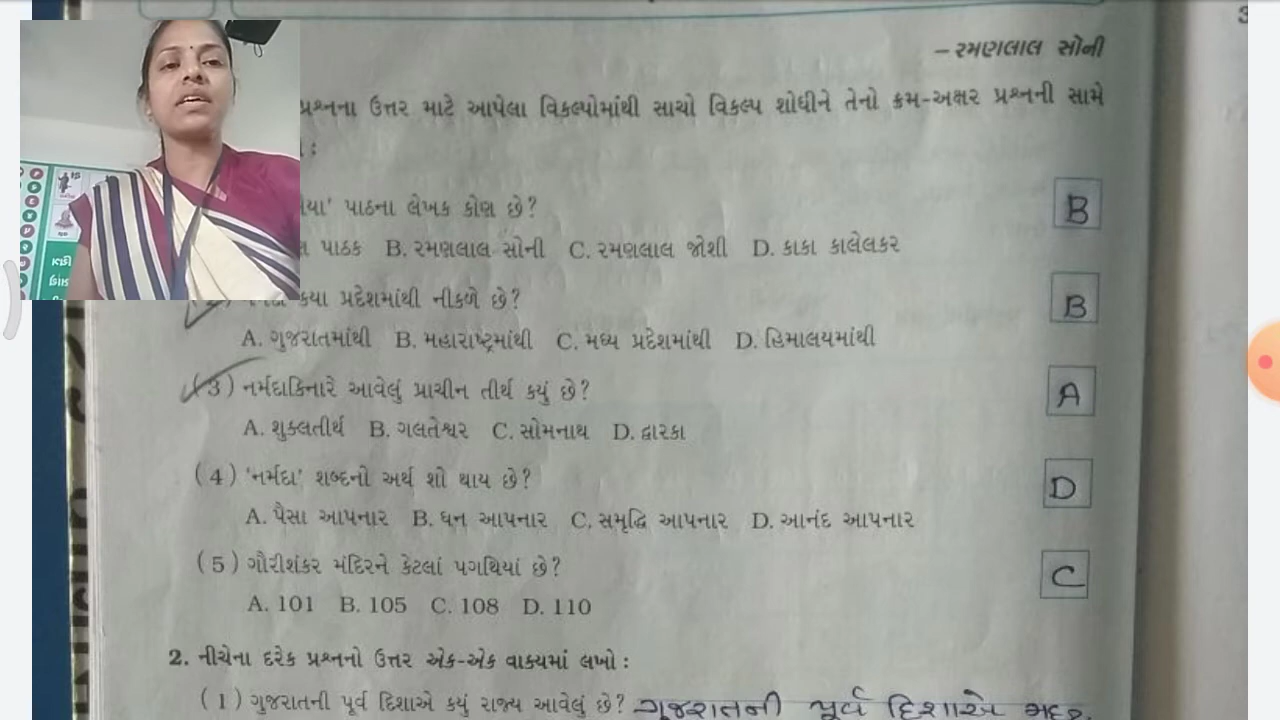 – રમણલાલ સોની
પ્રશ્નના ઉત્તર માટે આપેલા વિકલ્પોમાંથી સાચો વિકલ્પ શોધીને તેનો ક્રમ-અક્ષર પ્રશ્નની સામે
:
પાઠના લેખક કોણ છે? B
પાઠક B. રમણલાલ સોની C. રમણલાલ જોશી D. કાકા કાલેલકર
કયા પ્રદેશમાંથી નીકળે છે? B
A. ગુજરાતમાંથી B. મહારાષ્ટ્રમાંથી C. મધ્ય પ્રદેશમાંથી D. હિમાલયમાંથી
(3) નર્મદાકિનારે આવેલું પ્રાચીન તીર્થ કયું છે? A
A. શુક્લતીર્થ B. ગલતેશ્વર C. સોમનાથ D. દ્વારકા
(4) 'નર્મદા' શબ્દનો અર્થ શો થાય છે? D
A. પૈસા આપનાર B. ધન આપનાર C. સમૃદ્ધિ આપનાર D. આનંદ આપનાર
(5) ગૌરીશંકર મંદિરને કેટલાં પગથિયાં છે? C
A. 101 B. 105 C. 108 D. 110
2. નીચેના દરેક પ્રશ્નનો ઉત્તર એક-એક વાક્યમાં લખો :
(1) ગુજરાતની પૂર્વ દિશાએ કયું રાજ્ય આવેલું છે? ગુજરાતની પૂર્વ દિશાએ